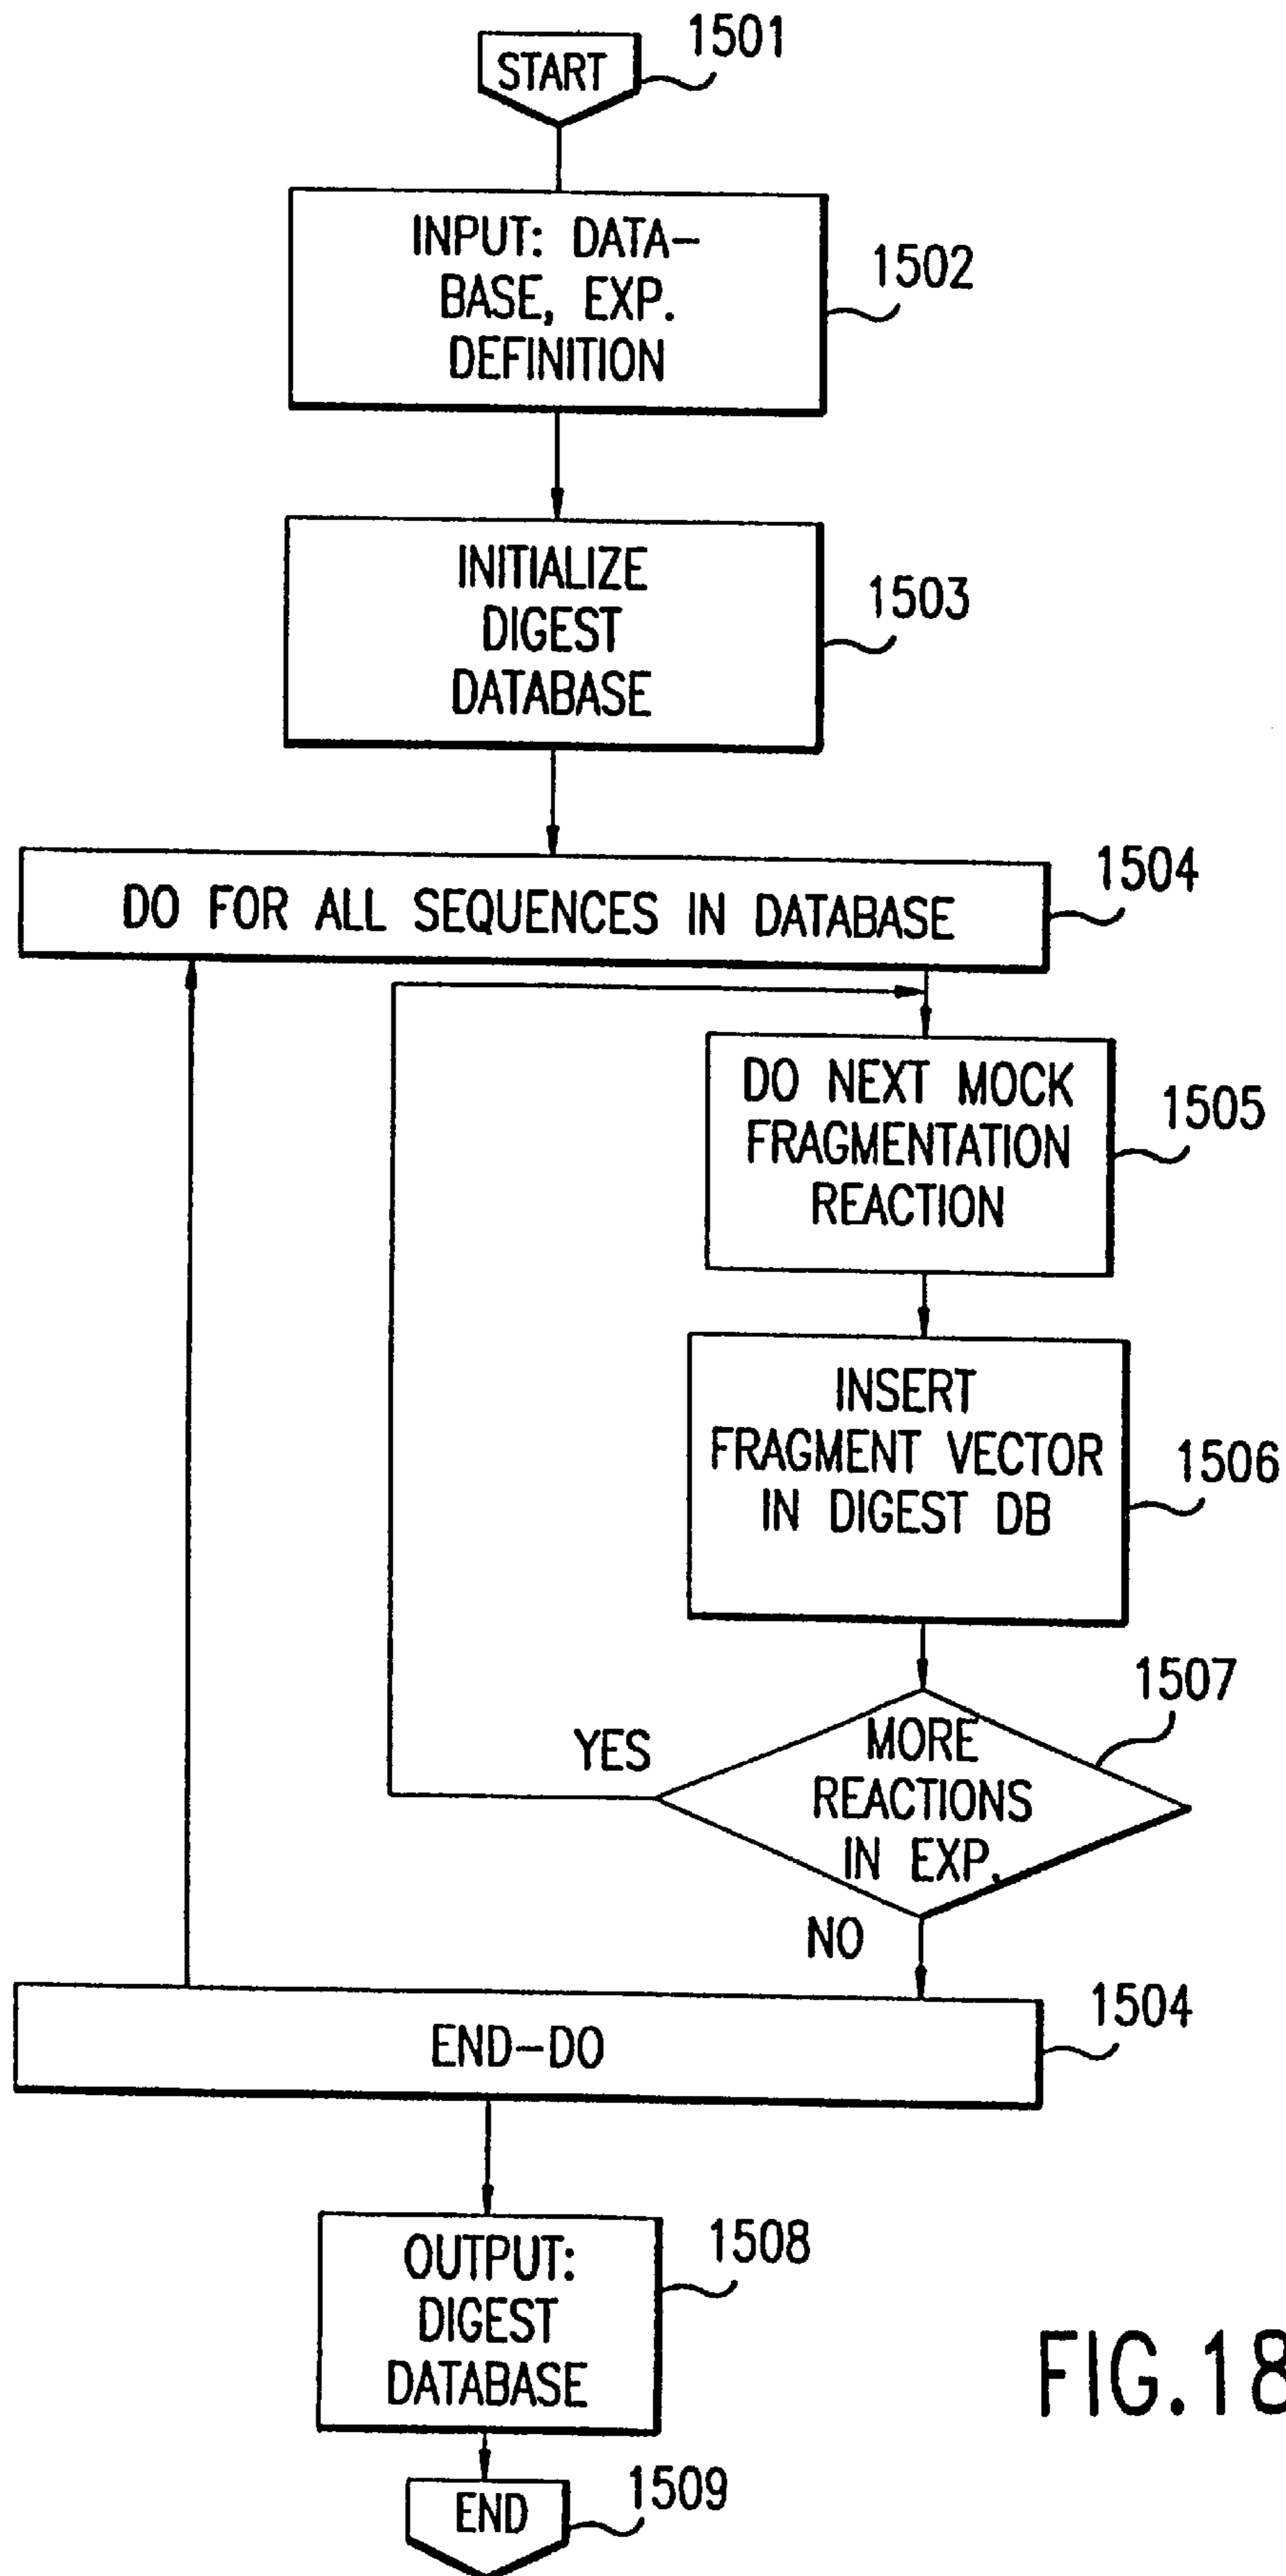 START
1501
INPUT: DATA-
BASE, EXP.
DEFINITION
1502
INITIALIZE
DIGEST
DATABASE
1503
DO FOR ALL SEQUENCES IN DATABASE
1504
DO NEXT MOCK
FRAGMENTATION
REACTION
1505
INSERT
FRAGMENT VECTOR
IN DIGEST DB
1506
MORE
REACTIONS
IN EXP.
1507
YES
NO
END-DO
1504
OUTPUT:
DIGEST
DATABASE
1508
END
1509
FIG.18